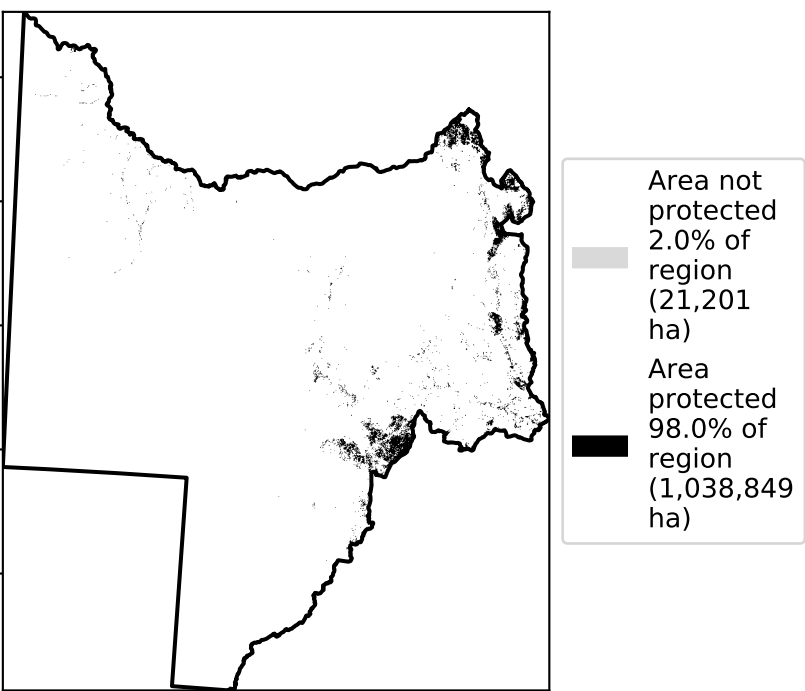 Area not
protected
2.0% of
region
(21,201
ha)
Area
protected
98.0% of
region
(1,038,849
ha)